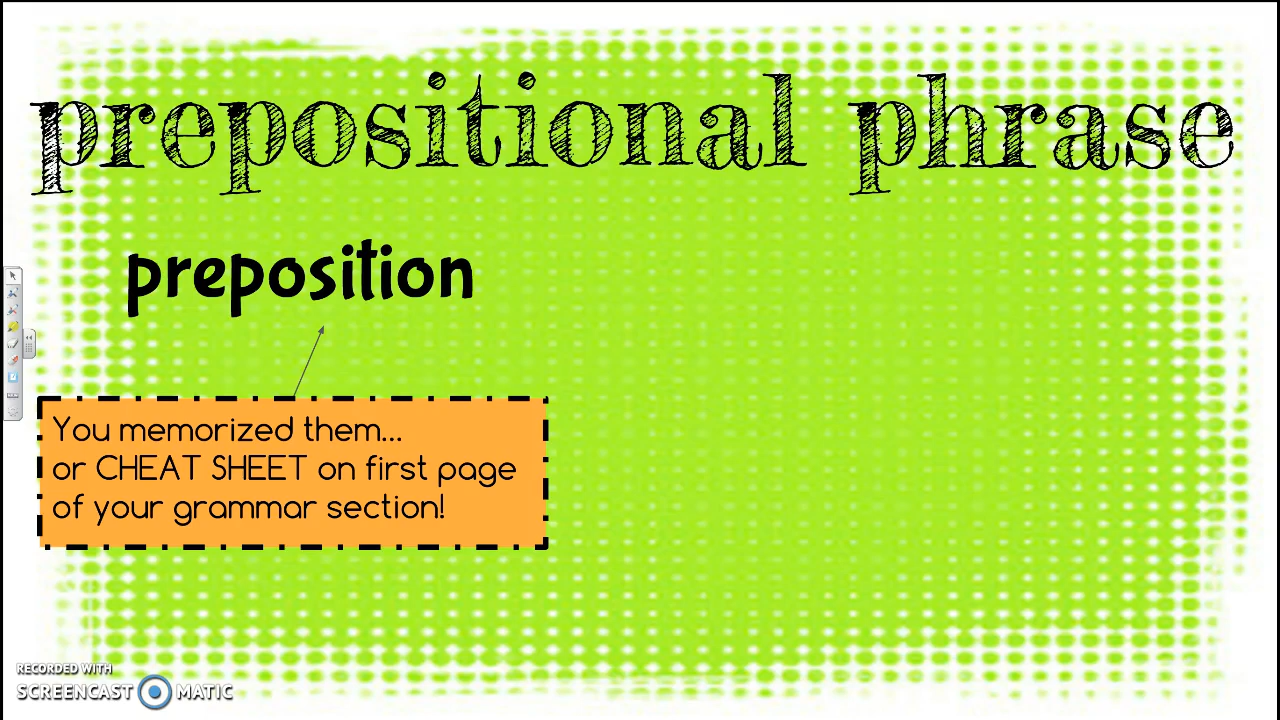 prepositional phrase
preposition
You memorized them...
or CHEAT SHEET on first page
of your grammar section!
RECORDED WITH
SCREENCAST MATIC